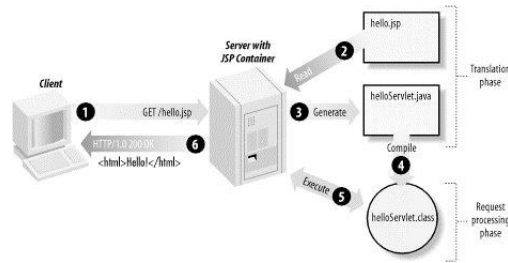 Server with
JSP Container
Client
hello.jsp
2
Read
1
GET /hello.jsp
3
Generate
helloServlet.java
Translation
phase
HTTP/1.0 200 OK
6
<html>Hello!</html>
Compile
4
Execute
5
helloServlet.class
Request
processing
phase